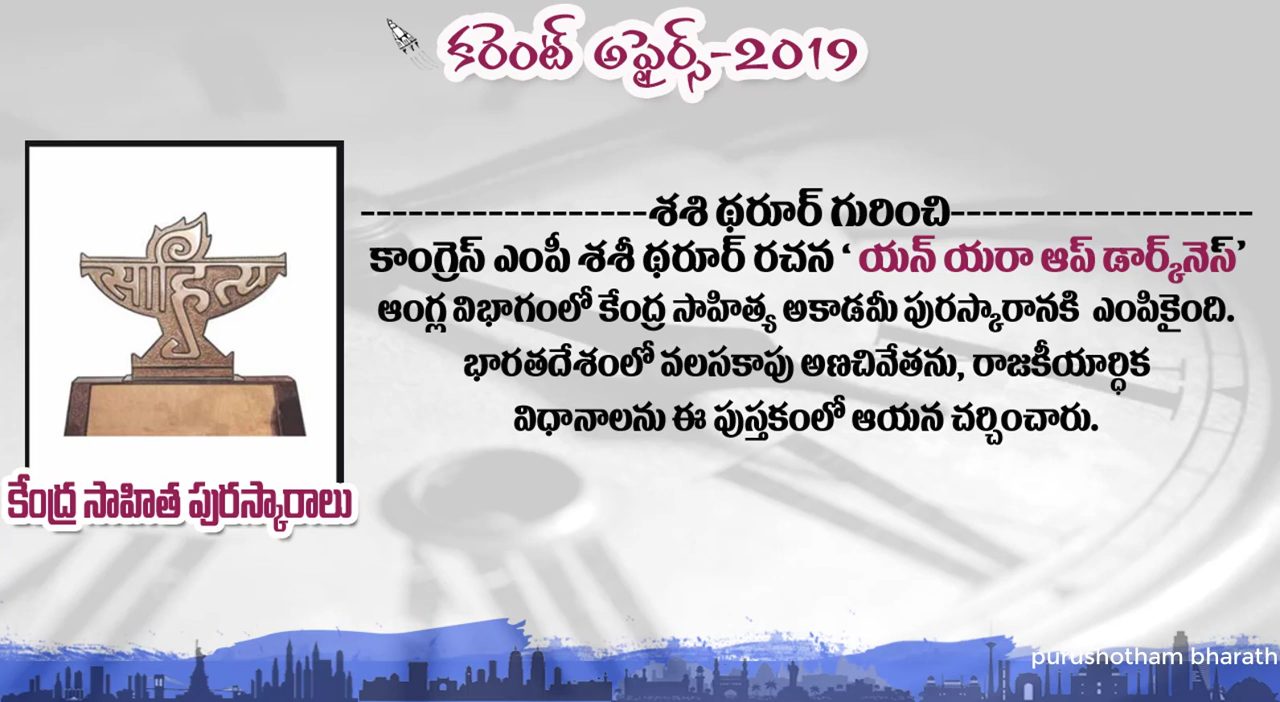 కరెంట్ అఫైర్స్-2019
साहित्य
కేంద్ర సాహిత పురస్కారాలు
------------------శశి థరూర్ గురించి-------------------
కాంగ్రెస్ ఎంపీ శశీ థరూర్ రచన ‘ యన్ యరా ఆప్ డార్క్‌నెస్’
ఆంగ్ల విభాగంలో కేంద్ర సాహిత్య అకాడమీ పురస్కారానకి ఎంపికైంది.
భారతదేశంలో వలసకాపు అణచివేతను, రాజకీయార్ధిక
విధానాలను ఈ పుస్తకంలో ఆయన చర్చించారు.
purushotham bharath